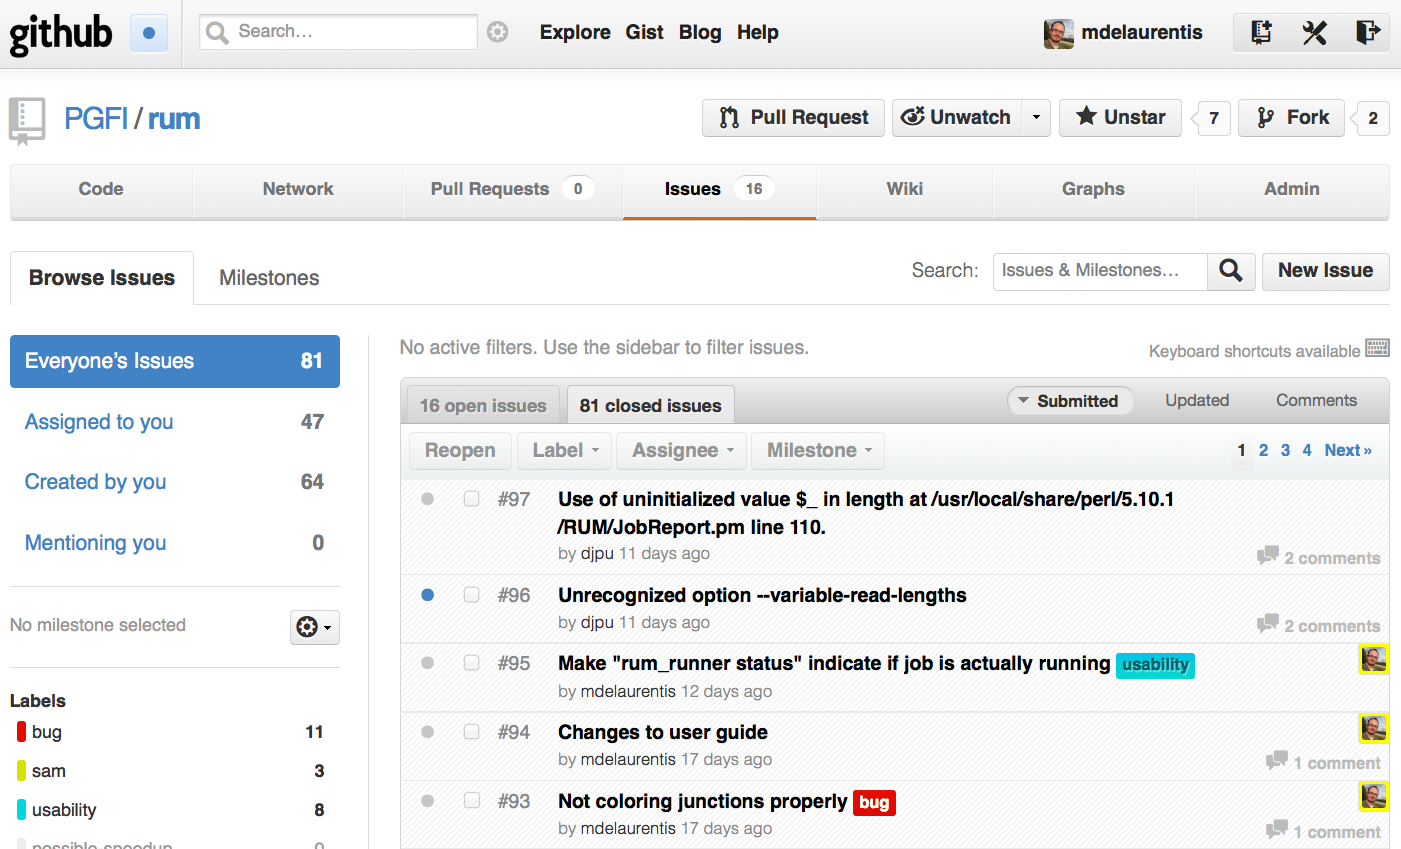 github
Search...
Explore Gist Blog Help
mdelaurentis
PGFI / rum
Pull Request
Unwatch
Unstar
7
Fork
2
Code
Network
Pull Requests 0
Issues 16
Wiki
Graphs
Admin
Browse Issues
Milestones
Search:
Issues & Milestones...
New Issue
Everyone's Issues 81
Assigned to you 47
Created by you 64
Mentioning you 0
No milestone selected
Labels
bug 11
sam 3
usability 8
possible-speedup 0
No active filters. Use the sidebar to filter issues.
Keyboard shortcuts available
16 open issues
81 closed issues
Submitted
Updated
Comments
Reopen
Label
Assignee
Milestone
1 2 3 4 Next »
#97 Use of uninitialized value $_ in length at /usr/local/share/perl/5.10.1
/RUM/JobReport.pm line 110.
by djpu 11 days ago
2 comments
#96 Unrecognized option --variable-read-lengths
by djpu 11 days ago
2 comments
#95 Make "rum_runner status" indicate if job is actually running usability
by mdelaurentis 12 days ago
#94 Changes to user guide
by mdelaurentis 17 days ago
1 comment
#93 Not coloring junctions properly bug
by mdelaurentis 17 days ago
1 comment